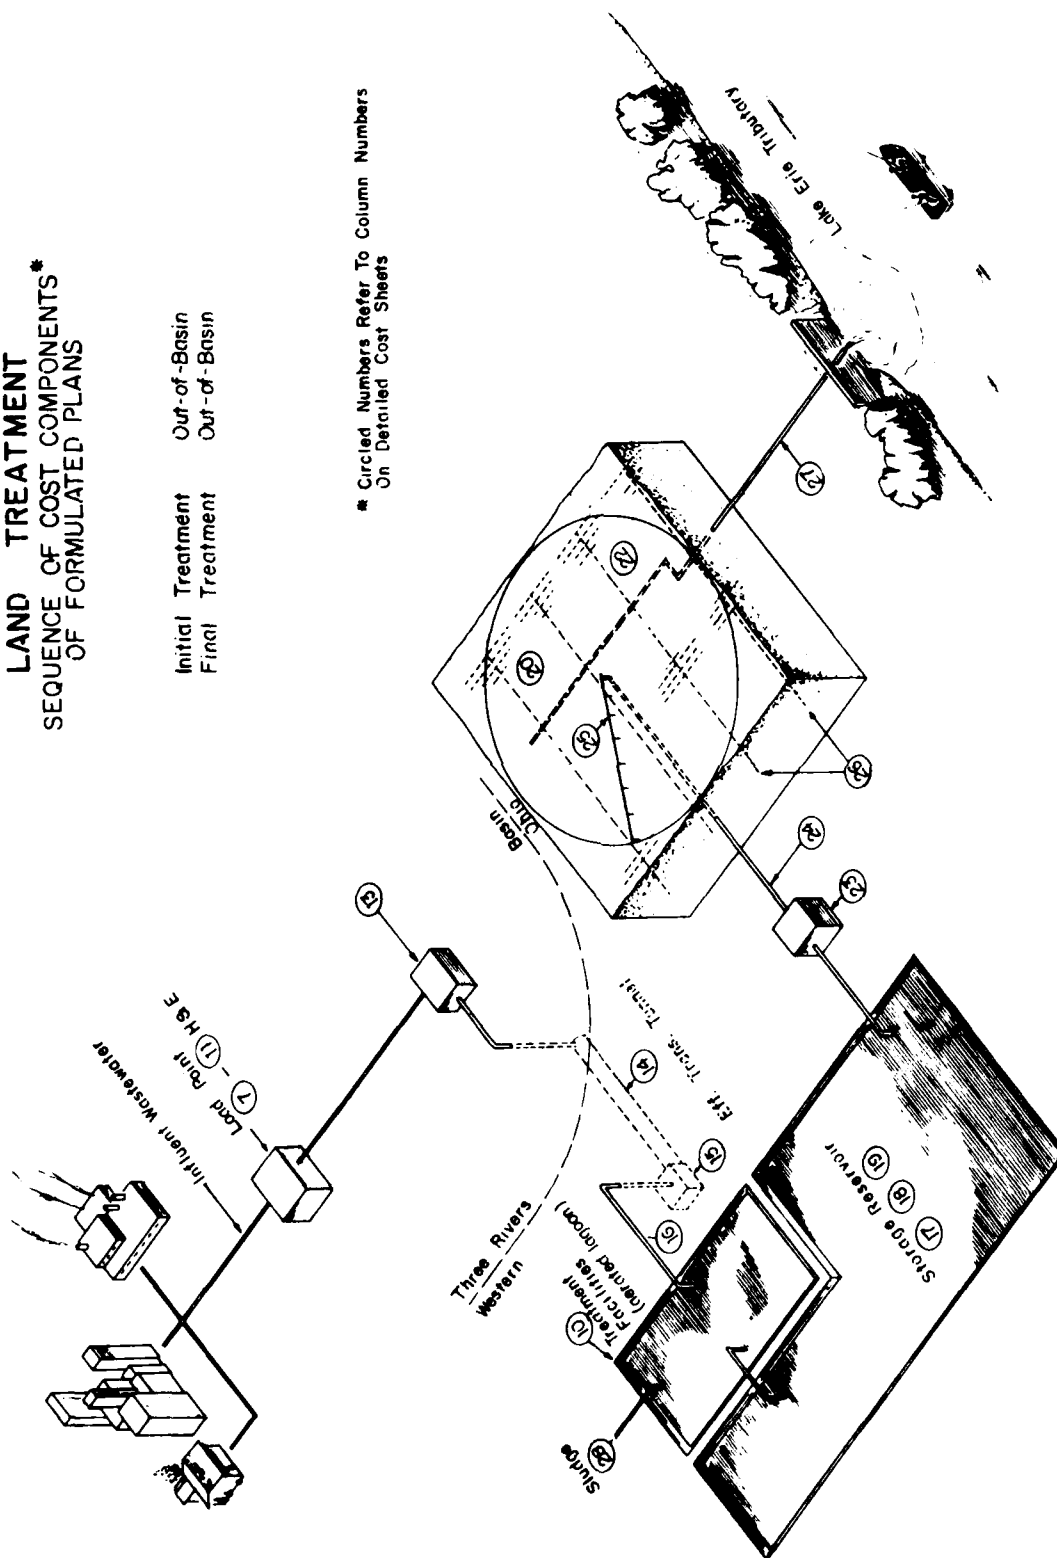 LAND TREATMENT
SEQUENCE OF COST COMPONENTS*
OF FORMULATED PLANS
Initial Treatment Out-of-Basin
Final Treatment Out-of-Basin
* Circled Numbers Refer To Column Numbers
On Detailed Cost Sheets
Influent Wastewater
Load Point 7 - 11 H & E
13
Three Rivers
Basin
Western
Ohio
14
Eff. Trans. Tunnel
15
16
10
Treatment
Facilities
(aerated lagoon)
28
Sludge
Storage Reservoir
17 18 19
23
24
25
20
22
26
27
Lake Erie Tributary